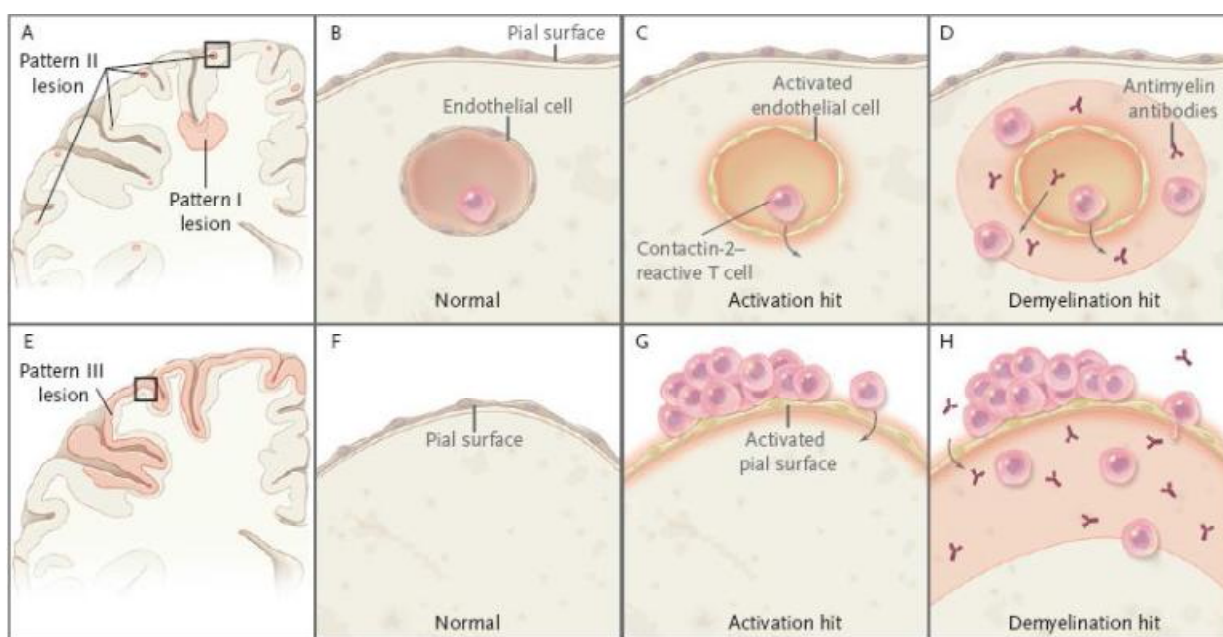 A
Pattern II
lesion
Pattern I
lesion
B
Pial surface
Endothelial cell
Normal
C
Activated
endothelial cell
Contactin-2–
reactive T cell
Activation hit
D
Antimyelin
antibodies
Demyelination hit
E
Pattern III
lesion
F
Pial surface
Normal
G
Activated
pial surface
Activation hit
H
Demyelination hit